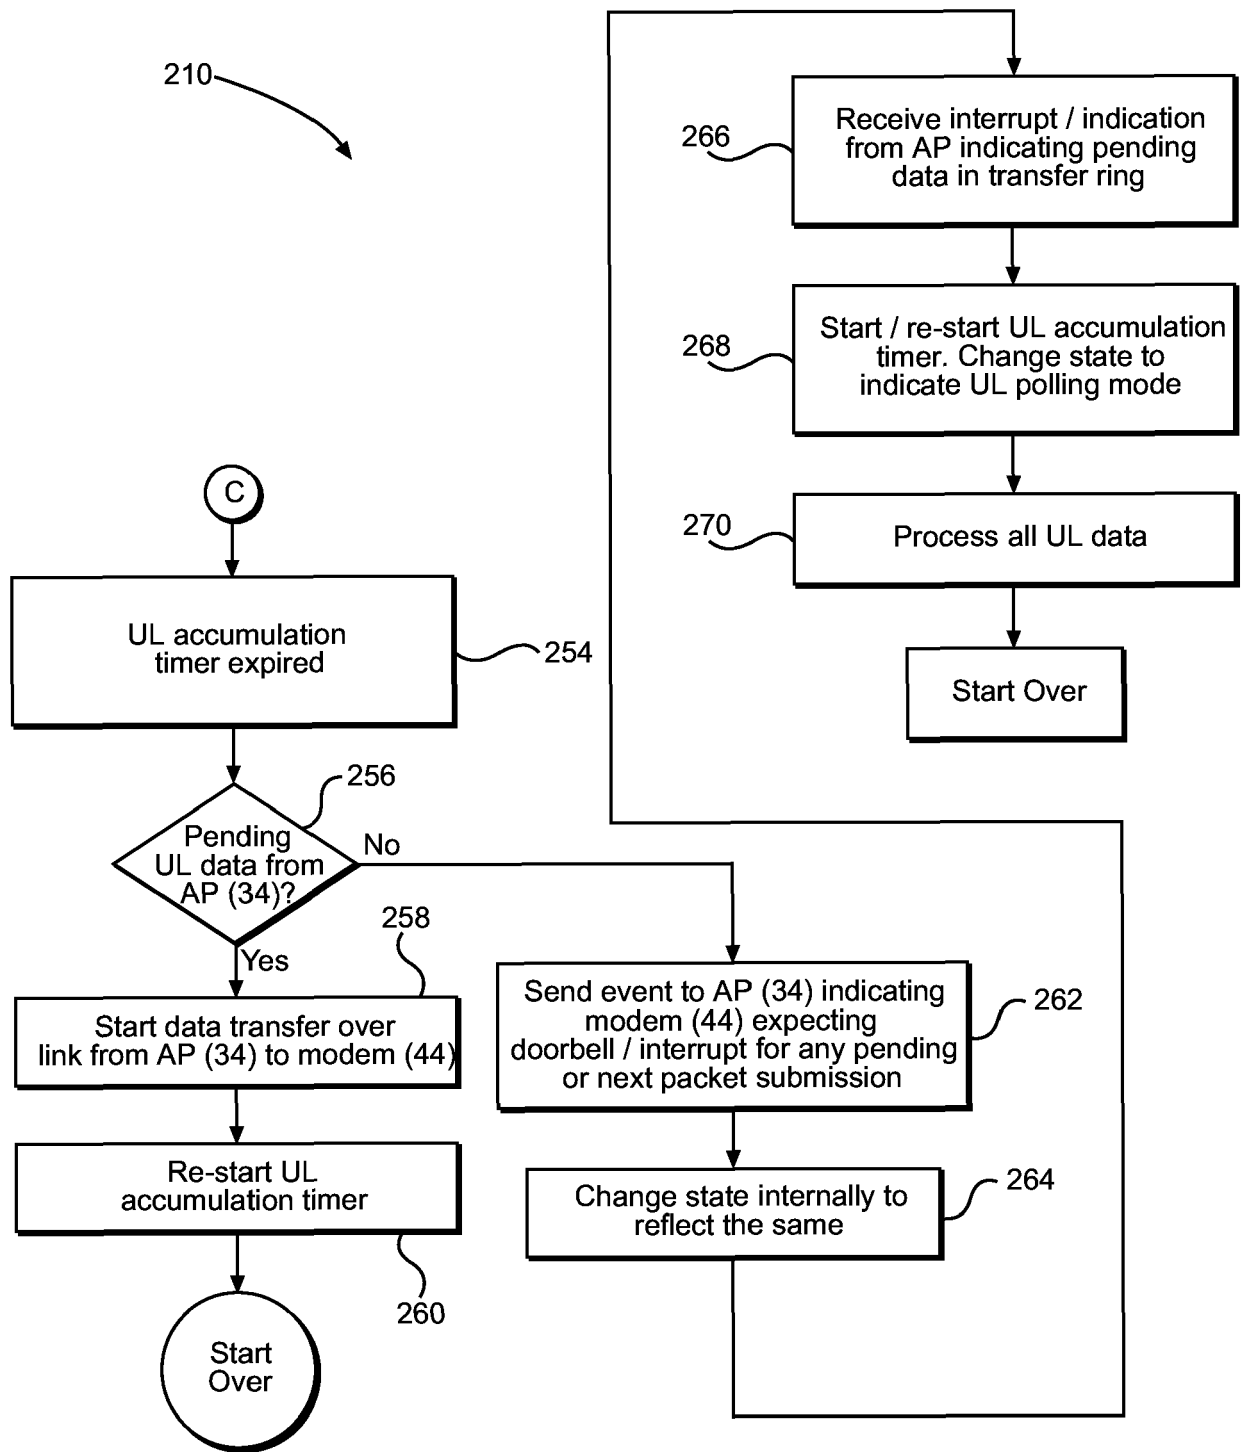 210
C
UL accumulation
timer expired
254
256
Pending
UL data from
AP (34)?
No
Yes
258
Start data transfer over
link from AP (34) to modem (44)
Re-start UL
accumulation timer
260
Start
Over
Send event to AP (34) indicating
modem (44) expecting
doorbell / interrupt for any pending
or next packet submission
262
Change state internally to
reflect the same
264
266
Receive interrupt / indication
from AP indicating pending
data in transfer ring
268
Start / re-start UL accumulation
timer. Change state to
indicate UL polling mode
270
Process all UL data
Start Over